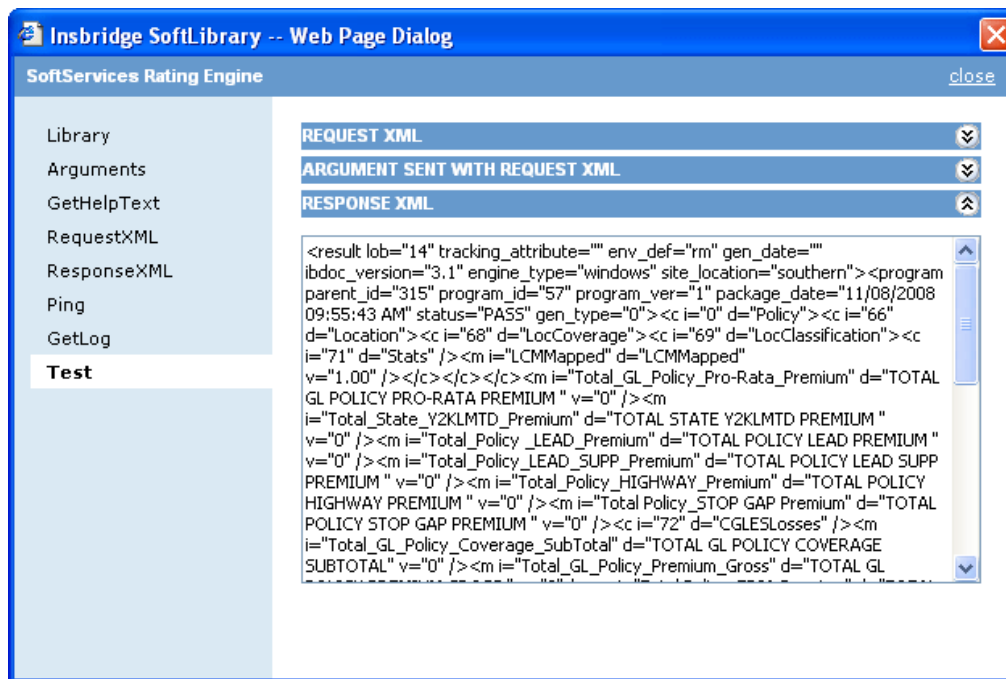 Insbridge SoftLibrary -- Web Page Dialog
SoftServices Rating Engine
close
Library
Arguments
GetHelpText
RequestXML
ResponseXML
Ping
GetLog
Test
REQUEST XML
ARGUMENT SENT WITH REQUEST XML
RESPONSE XML
<result lob="14" tracking_attribute="" env_def="rm" gen_date=""
ibdoc_version="3.1" engine_type="windows" site_location="southern"><program
parent_id="315" program_id="57" program_ver="1" package_date="11/08/2008
09:55:43 AM" status="PASS" gen_type="0"><c i="0" d="Policy"><c i="66"
d="Location"><c i="68" d="LocCoverage"><c i="69" d="LocClassification"><c
i="71" d="Stats" /><m i="LCMMapped" d="LCMMapped"
v="1.00" /></c></c></c><m i="Total_GL_Policy_Pro-Rata_Premium" d="TOTAL
GL POLICY PRO-RATA PREMIUM " v="0" /><m
i="Total_State_Y2KLMTD_Premium" d="TOTAL STATE Y2KLMTD PREMIUM "
v="0" /><m i="Total_Policy _LEAD_Premium" d="TOTAL POLICY LEAD PREMIUM "
v="0" /><m i="Total_Policy_LEAD_SUPP_Premium" d="TOTAL POLICY LEAD SUPP
PREMIUM " v="0" /><m i="Total_Policy_HIGHWAY_Premium" d="TOTAL POLICY
HIGHWAY PREMIUM " v="0" /><m i="Total Policy_STOP GAP Premium" d="TOTAL
POLICY STOP GAP PREMIUM " v="0" /><c i="72" d="CGLESLosses" /><m
i="Total_GL_Policy_Coverage_SubTotal" d="TOTAL GL POLICY COVERAGE
SUBTOTAL" v="0" /><m i="Total_GL_Policy_Premium_Gross" d="TOTAL GL